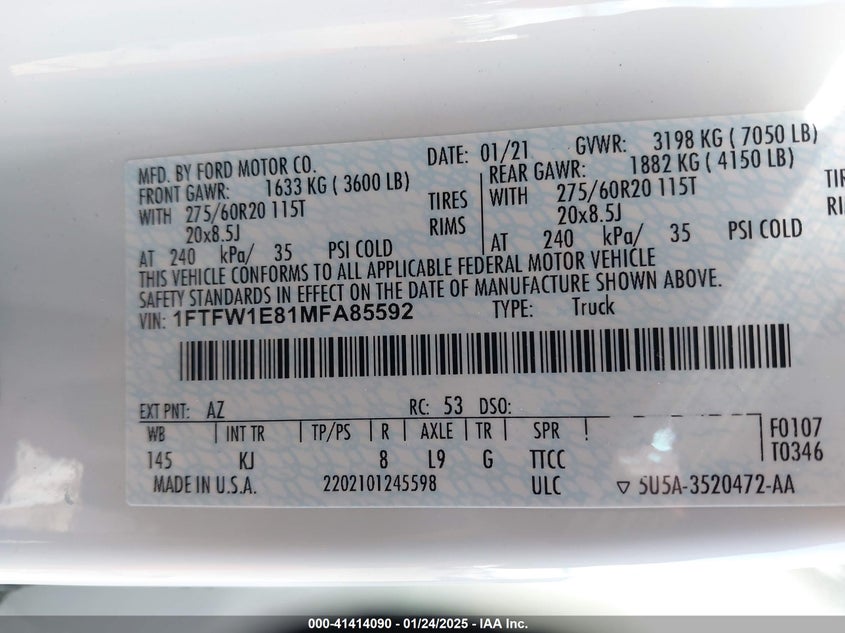 MFD. BY FORD MOTOR CO. DATE: 01/21 GVWR: 3198 KG ( 7050 LB)
FRONT GAWR: 1633 KG ( 3600 LB) REAR GAWR: 1882 KG ( 4150 LB)
WITH 275/60R20 115T TIRES WITH 275/60R20 115T
20x8.5J RIMS 20x8.5J RIMS
AT 240 kPa/ 35 PSI COLD AT 240 kPa/ 35 PSI COLD
THIS VEHICLE CONFORMS TO ALL APPLICABLE FEDERAL MOTOR VEHICLE
SAFETY STANDARDS IN EFFECT ON THE DATE OF MANUFACTURE SHOWN ABOVE.
VIN: 1FTFW1E81MFA85592 TYPE: Truck
EXT PNT: AZ RC: 53 DSO:
WB INT TR TP/PS R AXLE TR SPR F0107
145 KJ 8 L9 G TTCC T0346
MADE IN U.S.A. 2202101245598 ULC 5U5A-3520472-AA
000-41414090 - 01/24/2025 - IAA Inc.